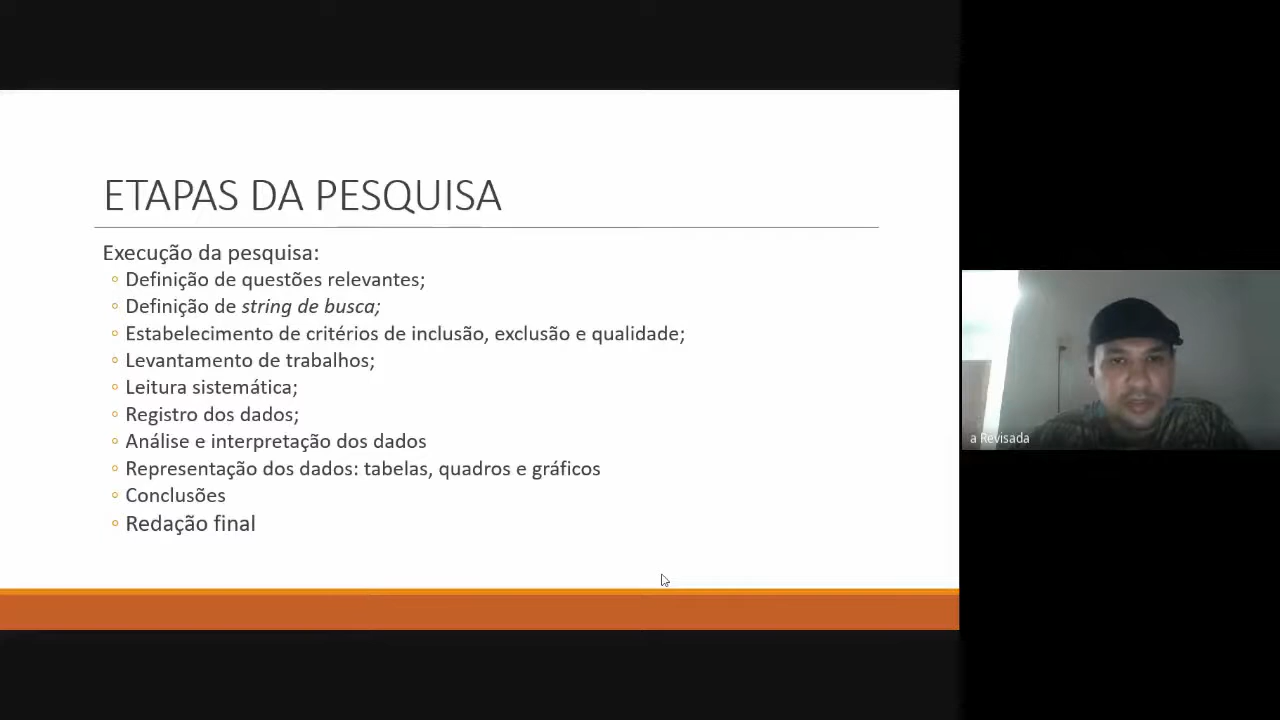 ETAPAS DA PESQUISA
Execução da pesquisa:
◦ Definição de questões relevantes;
◦ Definição de string de busca;
◦ Estabelecimento de critérios de inclusão, exclusão e qualidade;
◦ Levantamento de trabalhos;
◦ Leitura sistemática;
◦ Registro dos dados;
◦ Análise e interpretação dos dados
◦ Representação dos dados: tabelas, quadros e gráficos
◦ Conclusões
◦ Redação final
a Revisada